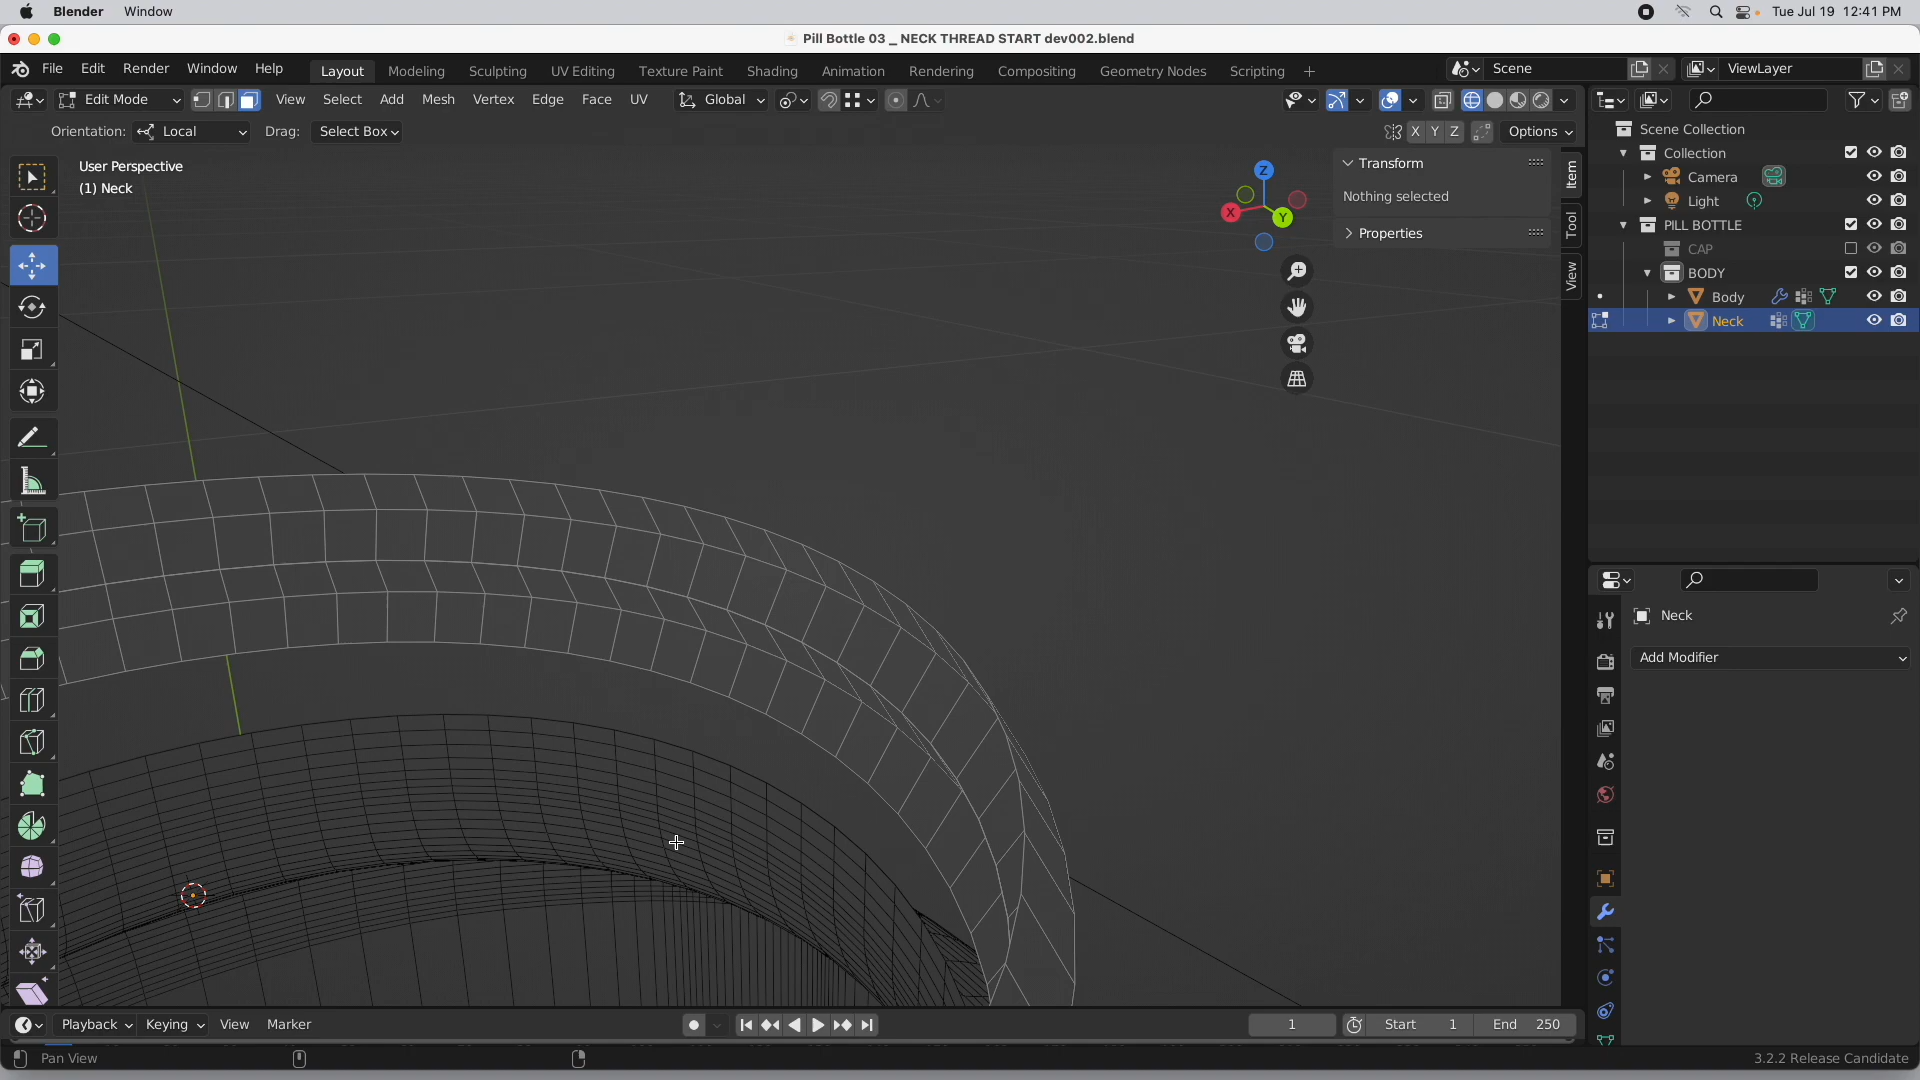 Blender Window Tue Jul 19 12:41 PM
Pill Bottle 03 _ NECK THREAD START dev002.blend
File Edit Render Window Help Layout Modeling Sculpting UV Editing Texture Paint Shading Animation Rendering Compositing Geometry Nodes Scripting + Scene ViewLayer
Edit Mode View Select Add Mesh Vertex Edge Face UV Global
Orientation: Local Drag: Select Box X Y Z Options
User Perspective
(1) Neck
Z
X
Y
Transform
Nothing selected
Properties
Item
Tool
View
Scene Collection
Collection
Camera
Light
PILL BOTTLE
CAP
BODY
Body
Neck
Neck
Add Modifier
Playback Keying View Marker 1 Start 1 End 250
Pan View 3.2.2 Release Candidate